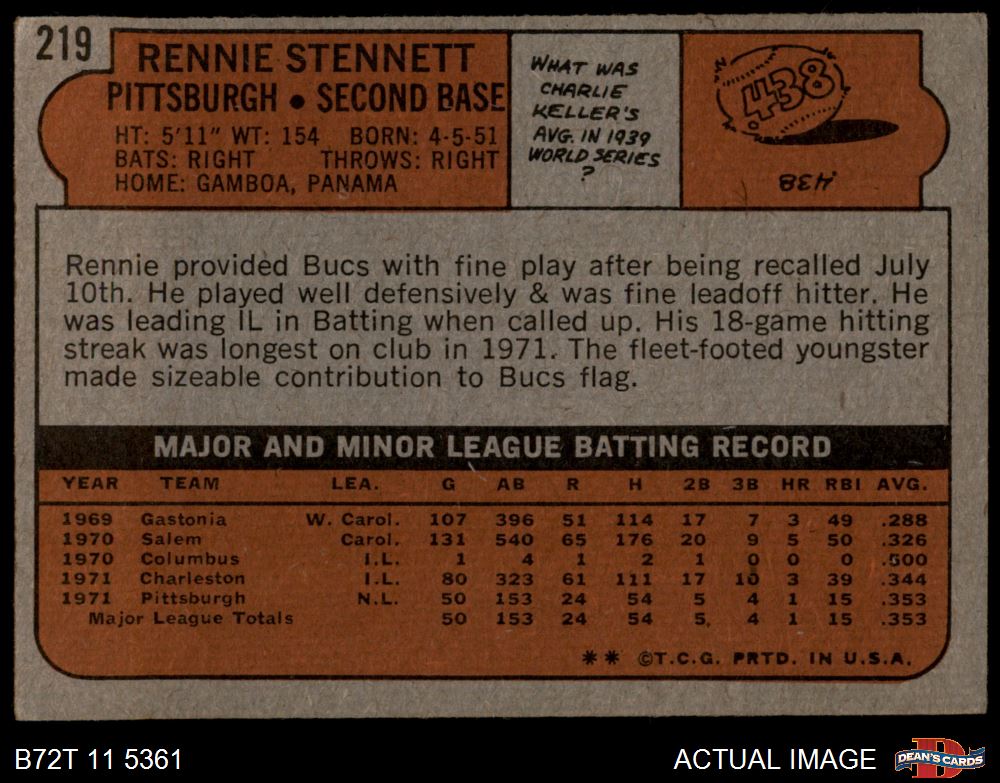 219
RENNIE STENNETT
PITTSBURGH • SECOND BASE
HT: 5'11" WT: 154 BORN: 4-5-51
BATS: RIGHT THROWS: RIGHT
HOME: GAMBOA, PANAMA
WHAT WAS
CHARLIE
KELLER'S
AVG. IN 1939
WORLD SERIES
?
.438
.438
Rennie provided Bucs with fine play after being recalled July
10th. He played well defensively & was fine leadoff hitter. He
was leading IL in Batting when called up. His 18-game hitting
streak was longest on club in 1971. The fleet-footed youngster
made sizeable contribution to Bucs flag.
MAJOR AND MINOR LEAGUE BATTING RECORD
YEAR TEAM LEA. G AB R H 2B 3B HR RBI AVG.
1969 Gastonia W. Carol. 107 396 51 114 17 7 3 49 .288
1970 Salem Carol. 131 540 65 176 20 9 5 50 .326
1970 Columbus I.L. 1 4 1 2 1 0 0 0 .500
1971 Charleston I.L. 80 323 61 111 17 10 3 39 .344
1971 Pittsburgh N.L. 50 153 24 54 5 4 1 15 .353
Major League Totals 50 153 24 54 5 4 1 15 .353
** ©T.C.G. PRTD. IN U.S.A.
B72T 11 5361
ACTUAL IMAGE
D
DEAN'S CARDS